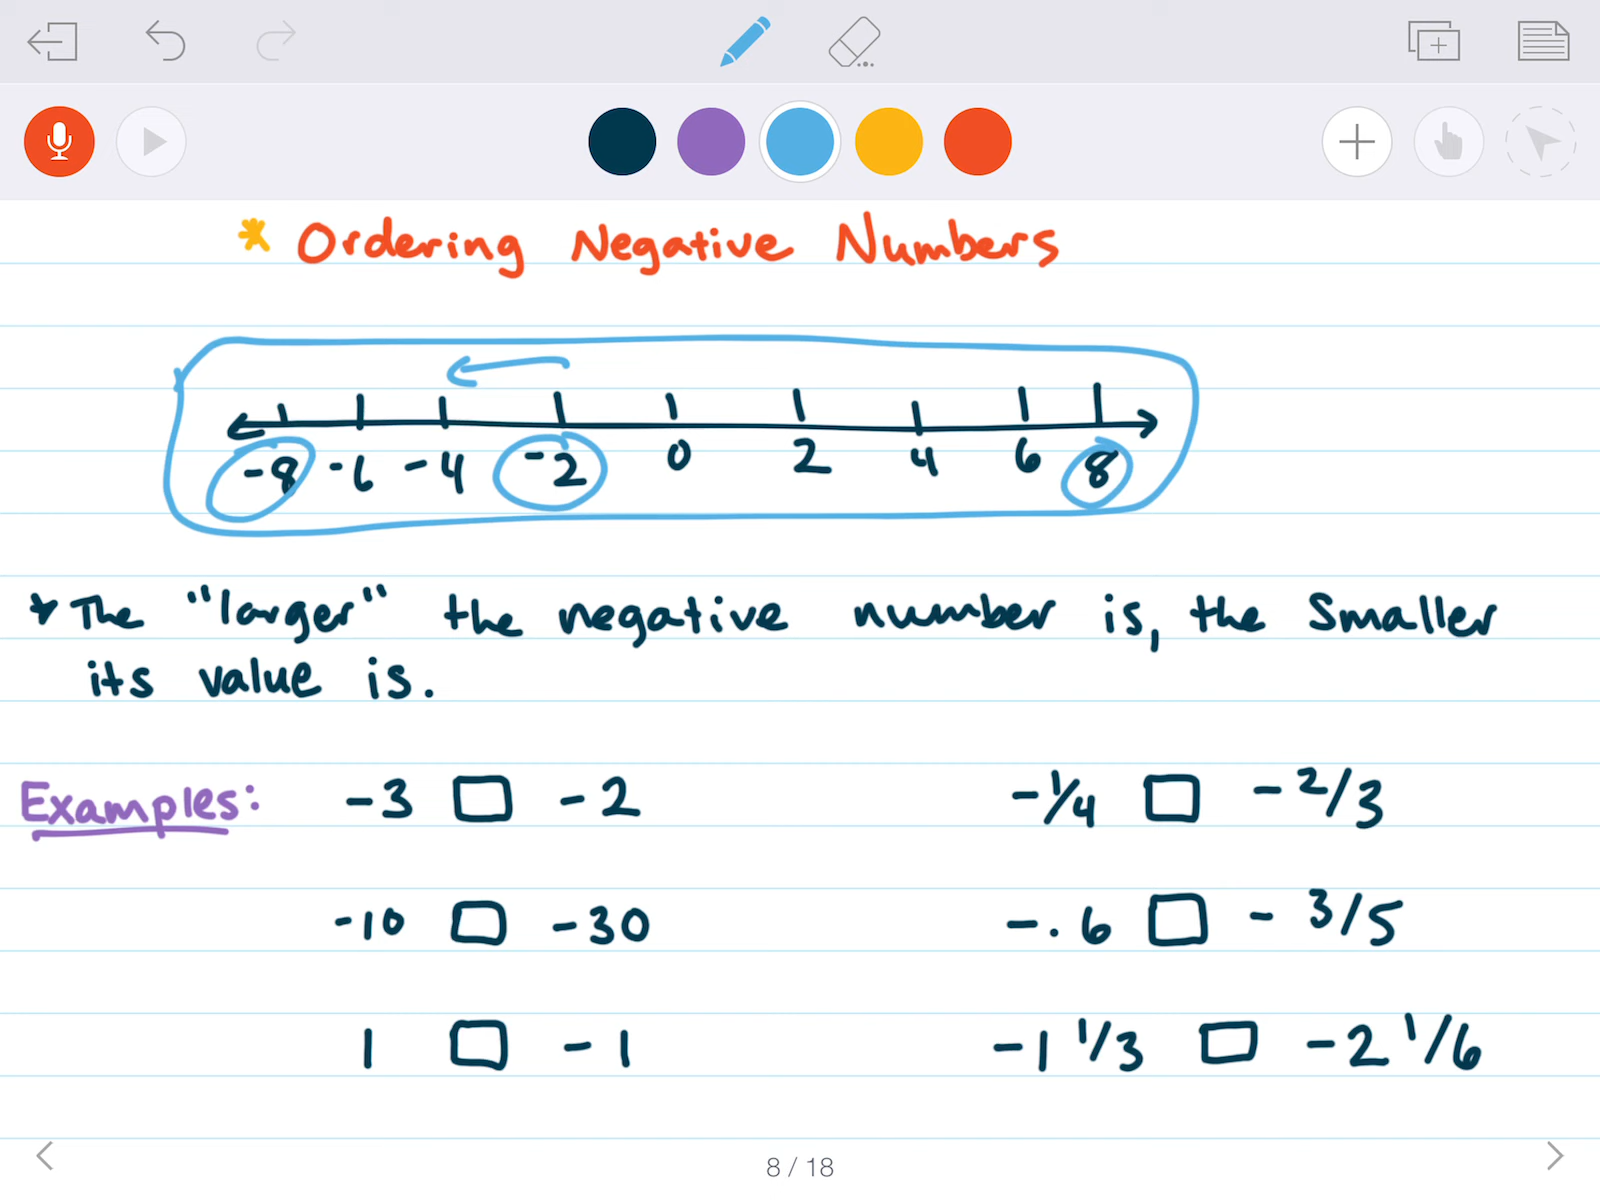 * Ordering Negative Numbers
-8 -6 -4 -2 0 2 4 6 8
* The "larger" the negative number is, the smaller
its value is.
Examples: -3 □ -2 -1/4 □ -2/3
-10 □ -30 -.6 □ -3/5
1 □ -1 -1 1/3 □ -2 1/6
8 / 18